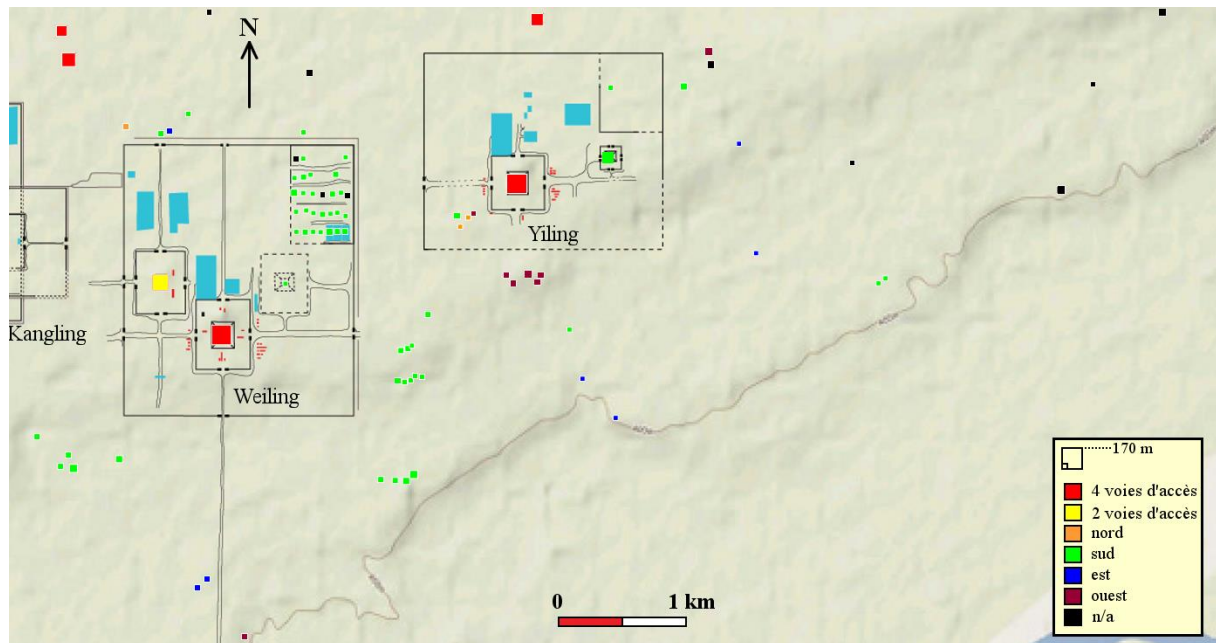 N
Yiling
Kangling
Weiling
170 m
4 voies d'accès
2 voies d'accès
nord
sud
est
ouest
n/a
0 1 km